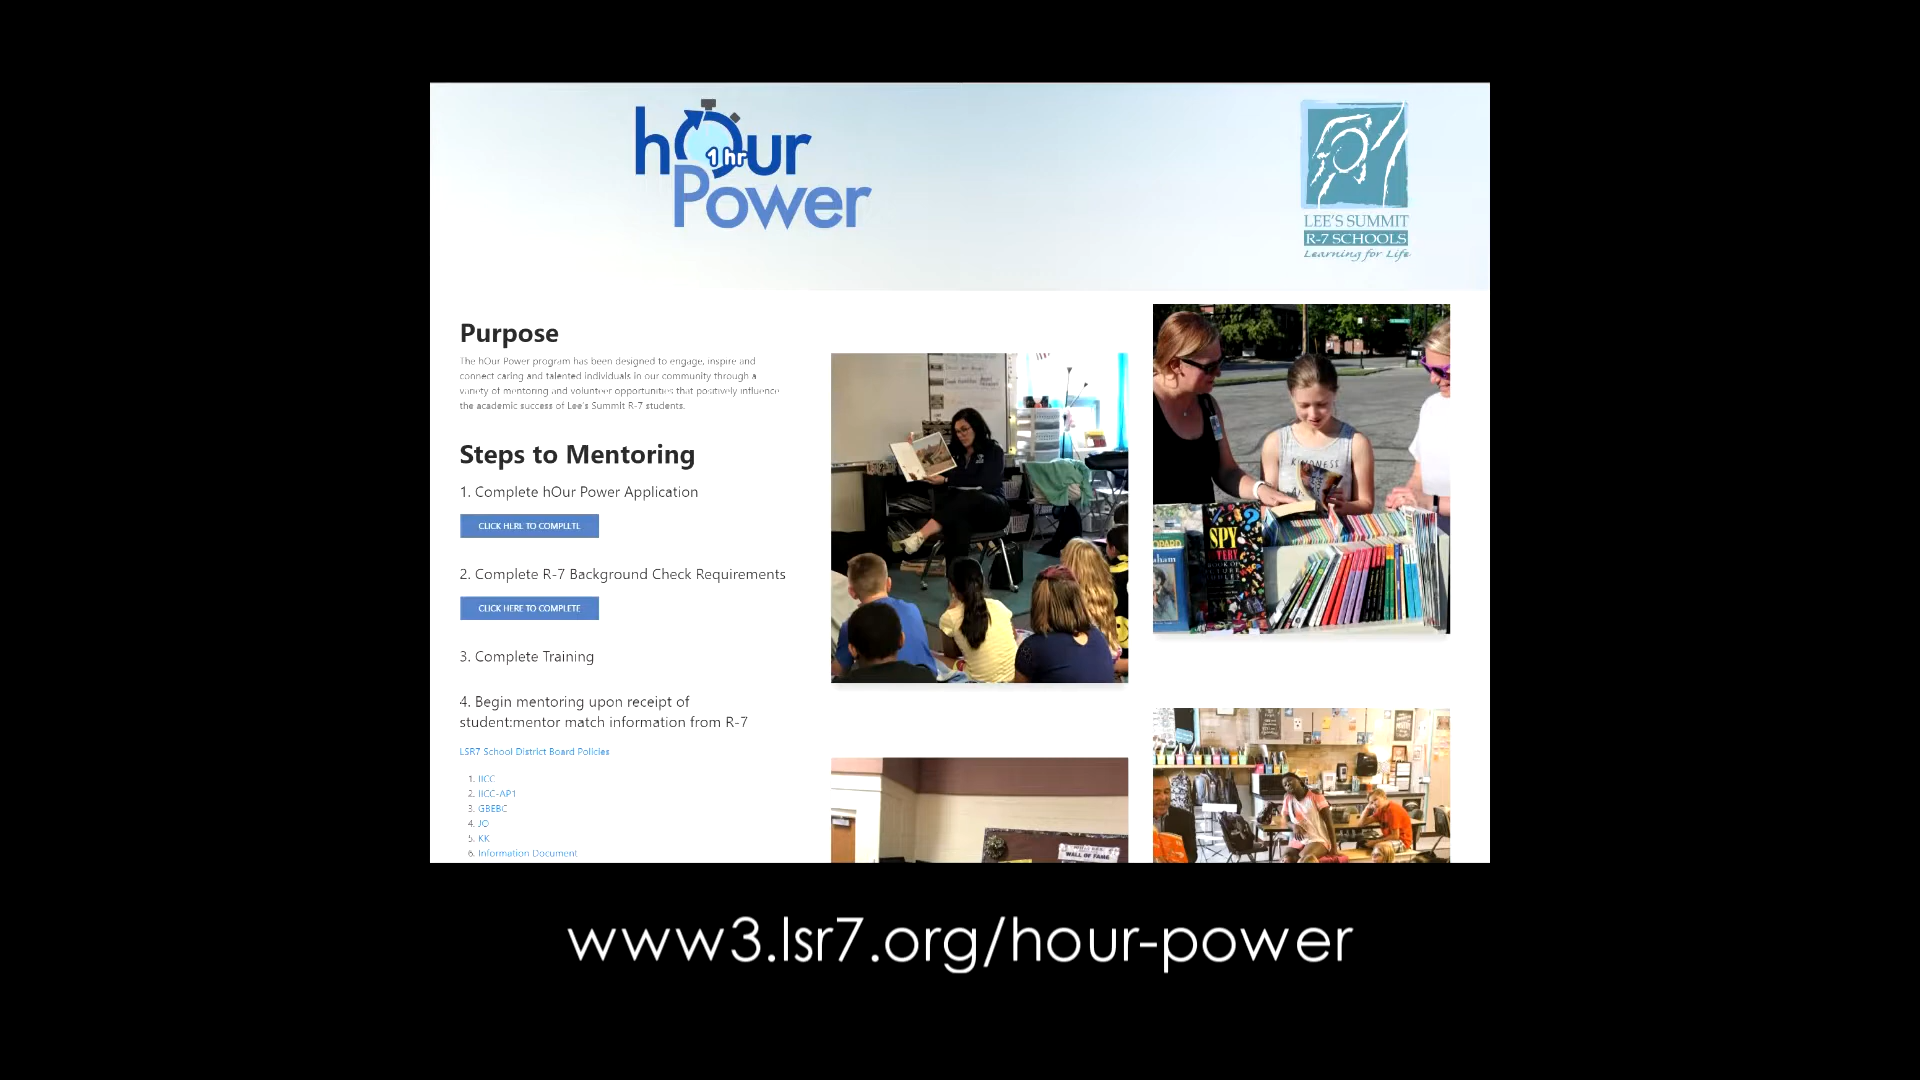 hOur
1 hr
Power
LEE'S SUMMIT
R-7 SCHOOLS
Learning for Life
Purpose
The hOur Power program has been designed to engage, inspire and
connect caring and talented individuals in our community through a
variety of mentoring and volunteer opportunities that positively influence
the academic success of Lee's Summit R-7 students.
Steps to Mentoring
1. Complete hOur Power Application
CLICK HERE TO COMPLETE
2. Complete R-7 Background Check Requirements
CLICK HERE TO COMPLETE
3. Complete Training
4. Begin mentoring upon receipt of
student:mentor match information from R-7
LSR7 School District Board Policies
1. IICC
2. IICC-AP1
3. GBEBC
4. JO
5. KK
6. Information Document
KINDNESS
SPY
VERY
WALL OF FAME
www3.lsr7.org/hour-power